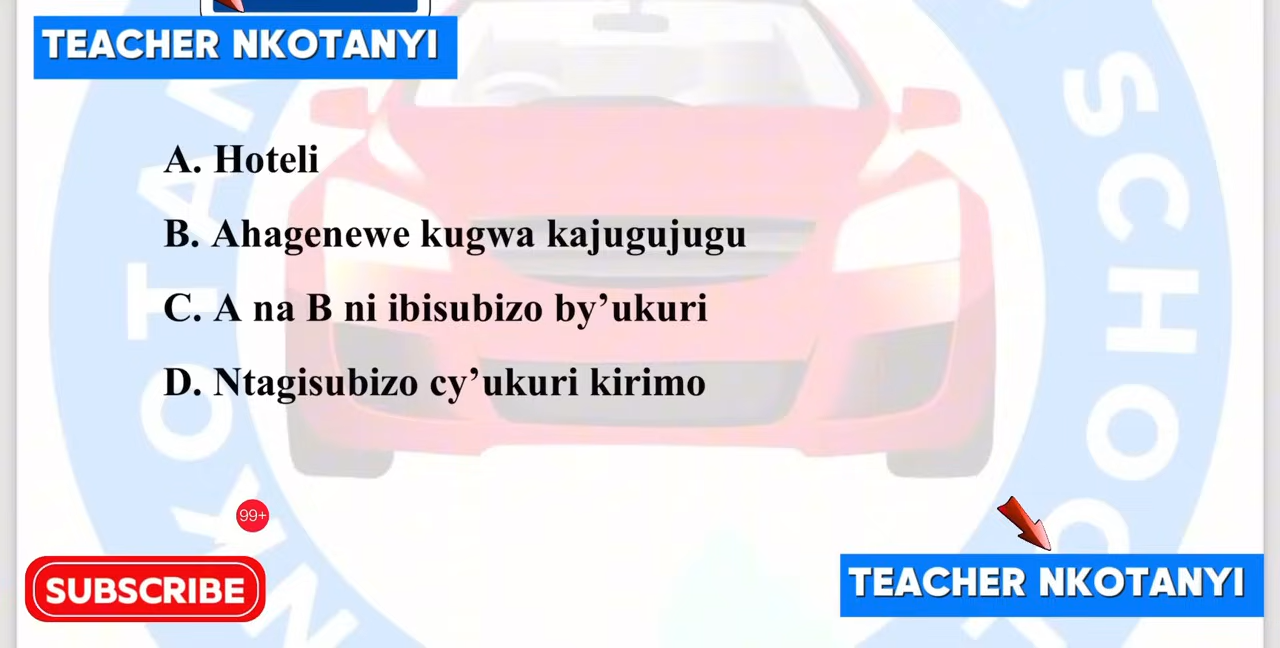 TEACHER NKOTANYI
A. Hoteli
B. Ahagenewe kugwa kajugujugu
C. A na B ni ibisubizo by’ukuri
D. Ntagisubizo cy’ukuri kirimo
99+
SUBSCRIBE
TEACHER NKOTANYI